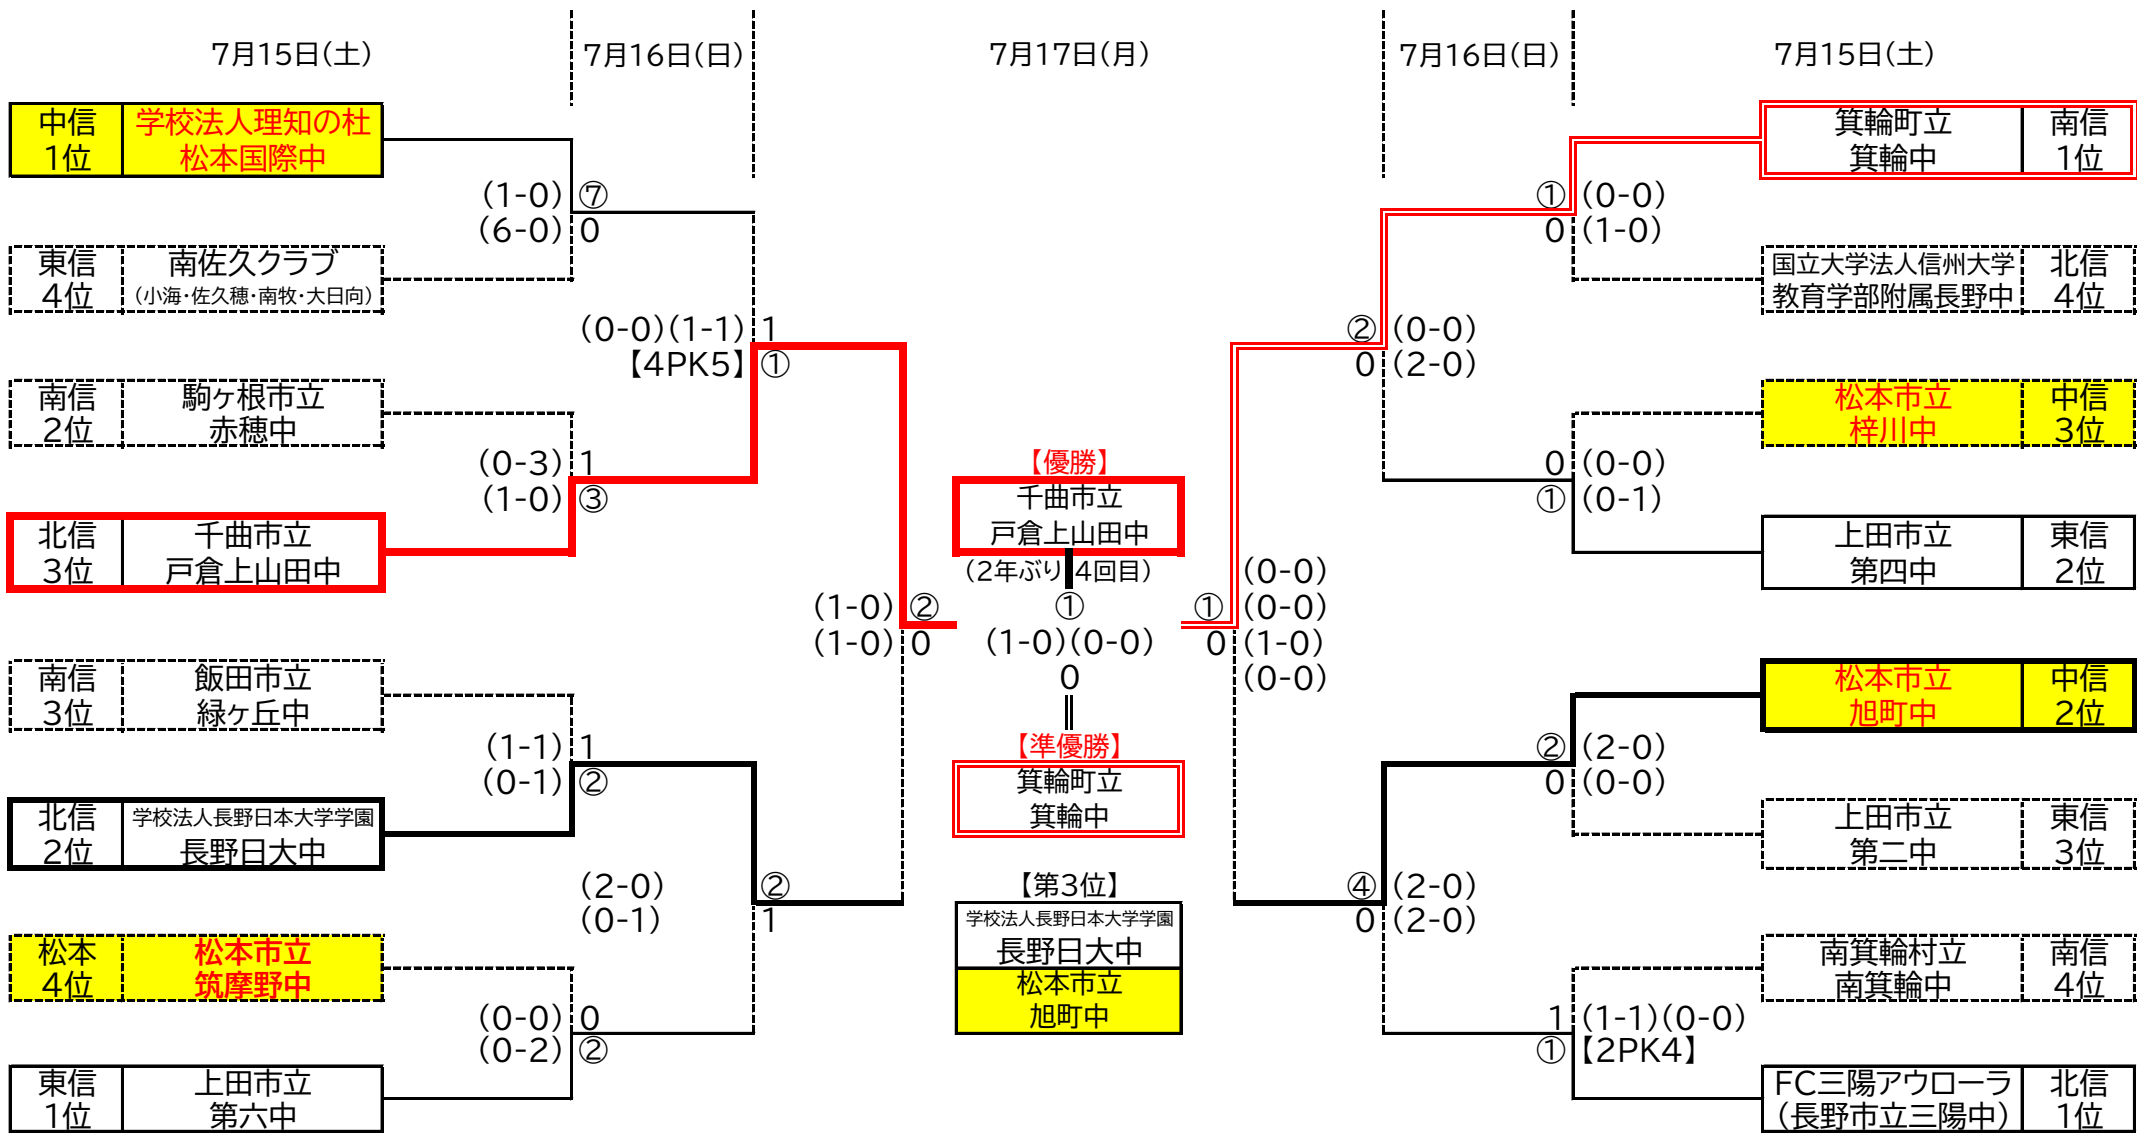 7月15日(土)
7月16日(日)
7月17日(月)
7月16日(日)
7月15日(土)
中信
1位
学校法人理知の杜
松本国際中
(1-0) ⑦
(6-0) 0
東信
4位
南佐久クラブ
(小海・佐久穂・南牧・大日向)
(0-0)(1-1) 1
【4PK5】 ①
南信
2位
駒ヶ根市立
赤穂中
(0-3) 1
(1-0) ③
北信
3位
千曲市立
戸倉上山田中
(1-0) ②
(1-0) 0
南信
3位
飯田市立
緑ヶ丘中
(1-1) 1
(0-1) ②
北信
2位
学校法人長野日本大学学園
長野日大中
(2-0) ②
(0-1) 1
松本
4位
松本市立
筑摩野中
(0-0) 0
(0-2) ②
東信
1位
上田市立
第六中
【優勝】
千曲市立
戸倉上山田中
(2年ぶり 4回目)
①
(1-0)(0-0)
0
【準優勝】
箕輪町立
箕輪中
【第3位】
学校法人長野日本大学学園
長野日大中
松本市立
旭町中
箕輪町立
箕輪中
南信
1位
① (0-0)
0 (1-0)
国立大学法人信州大学
教育学部附属長野中
北信
4位
② (0-0)
0 (2-0)
松本市立
梓川中
中信
3位
0 (0-0)
① (0-1)
上田市立
第四中
東信
2位
(0-0)
① (0-0)
0 (1-0)
(0-0)
松本市立
旭町中
中信
2位
② (2-0)
0 (0-0)
上田市立
第二中
東信
3位
④ (2-0)
0 (2-0)
南箕輪村立
南箕輪中
南信
4位
1 (1-1)(0-0)
① 【2PK4】
FC三陽アウローラ
(長野市立三陽中)
北信
1位